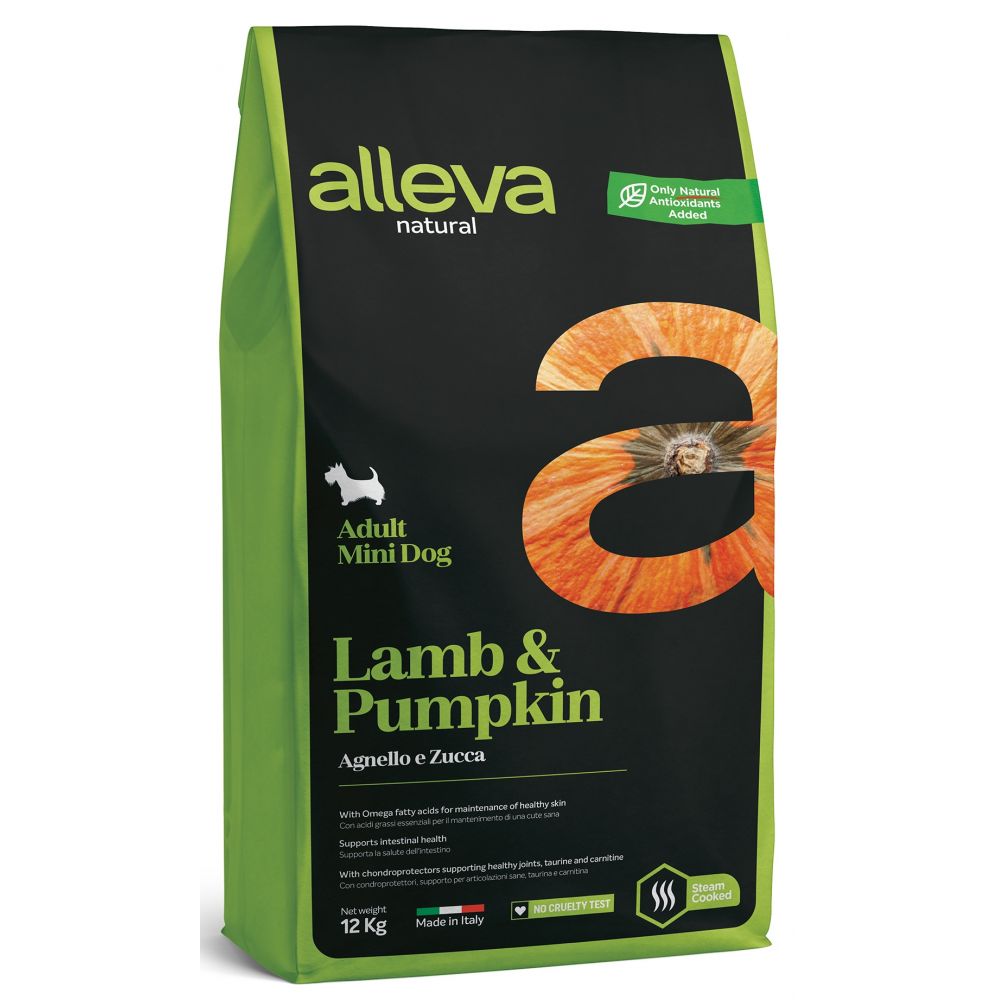 alleva
natural
Only Natural
Antioxidants
Added
Adult
Mini Dog
Lamb &
Pumpkin
Agnello e Zucca
With Omega fatty acids for maintenance of healthy skin
Con acidi grassi essenziali per il mantenimento di una cute sana
Supports intestinal health
Supporta la salute dell'intestino
With chondroprotectors supporting healthy joints, taurine and carnitine
Con condroprotettori, supporto per articolazioni sane, taurina e carnitina
Net weight
12 Kg
Made in Italy
NO CRUELTY TEST
Steam
Cooked